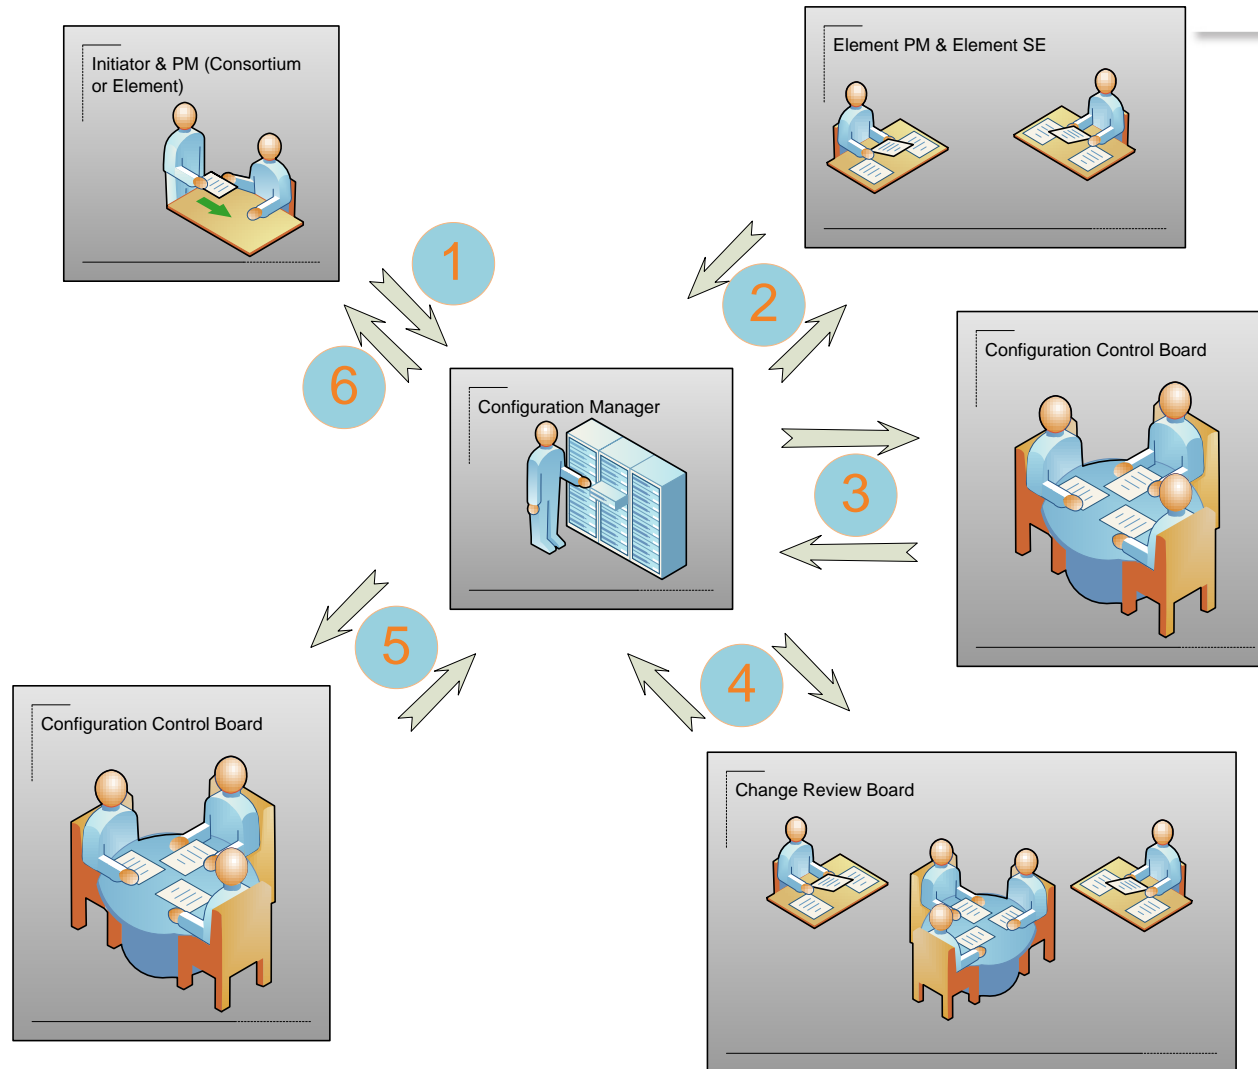 Initiator & PM (Consortium
or Element)
Element PM & Element SE
1
2
6
Configuration Control Board
Configuration Manager
3
5
4
Configuration Control Board
Change Review Board